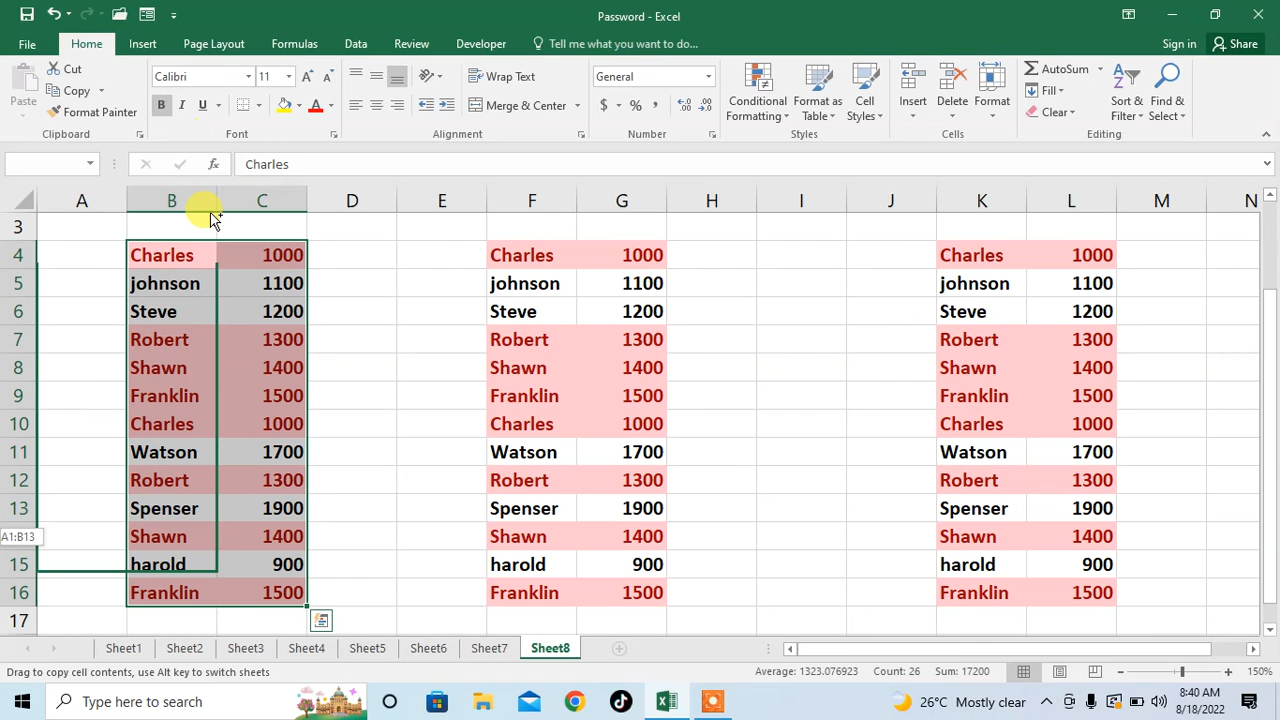 Password - Excel
File Home Insert Page Layout Formulas Data Review Developer Tell me what you want to do... Sign in Share
Paste Cut Copy Format Painter Clipboard
Calibri 11 B I U Font
Wrap Text Merge & Center Alignment
General $ % , Number
Conditional Formatting Format as Table Cell Styles Styles
Insert Delete Format Cells
AutoSum Fill Clear Sort & Filter Find & Select Editing
fx Charles
A B C D E F G H I J K L M N
3
4 Charles 1000 Charles 1000 Charles 1000
5 johnson 1100 johnson 1100 johnson 1100
6 Steve 1200 Steve 1200 Steve 1200
7 Robert 1300 Robert 1300 Robert 1300
8 Shawn 1400 Shawn 1400 Shawn 1400
9 Franklin 1500 Franklin 1500 Franklin 1500
10 Charles 1000 Charles 1000 Charles 1000
11 Watson 1700 Watson 1700 Watson 1700
12 Robert 1300 Robert 1300 Robert 1300
13 Spenser 1900 Spenser 1900 Spenser 1900
A1:B13 Shawn 1400 Shawn 1400 Shawn 1400
15 harold 900 harold 900 harold 900
16 Franklin 1500 Franklin 1500 Franklin 1500
17
Sheet1 Sheet2 Sheet3 Sheet4 Sheet5 Sheet6 Sheet7 Sheet8
Drag to copy cell contents, use Alt key to switch sheets Average: 1323.076923 Count: 26 Sum: 17200 150%
Type here to search 26°C Mostly clear 8:40 AM
8/18/2022